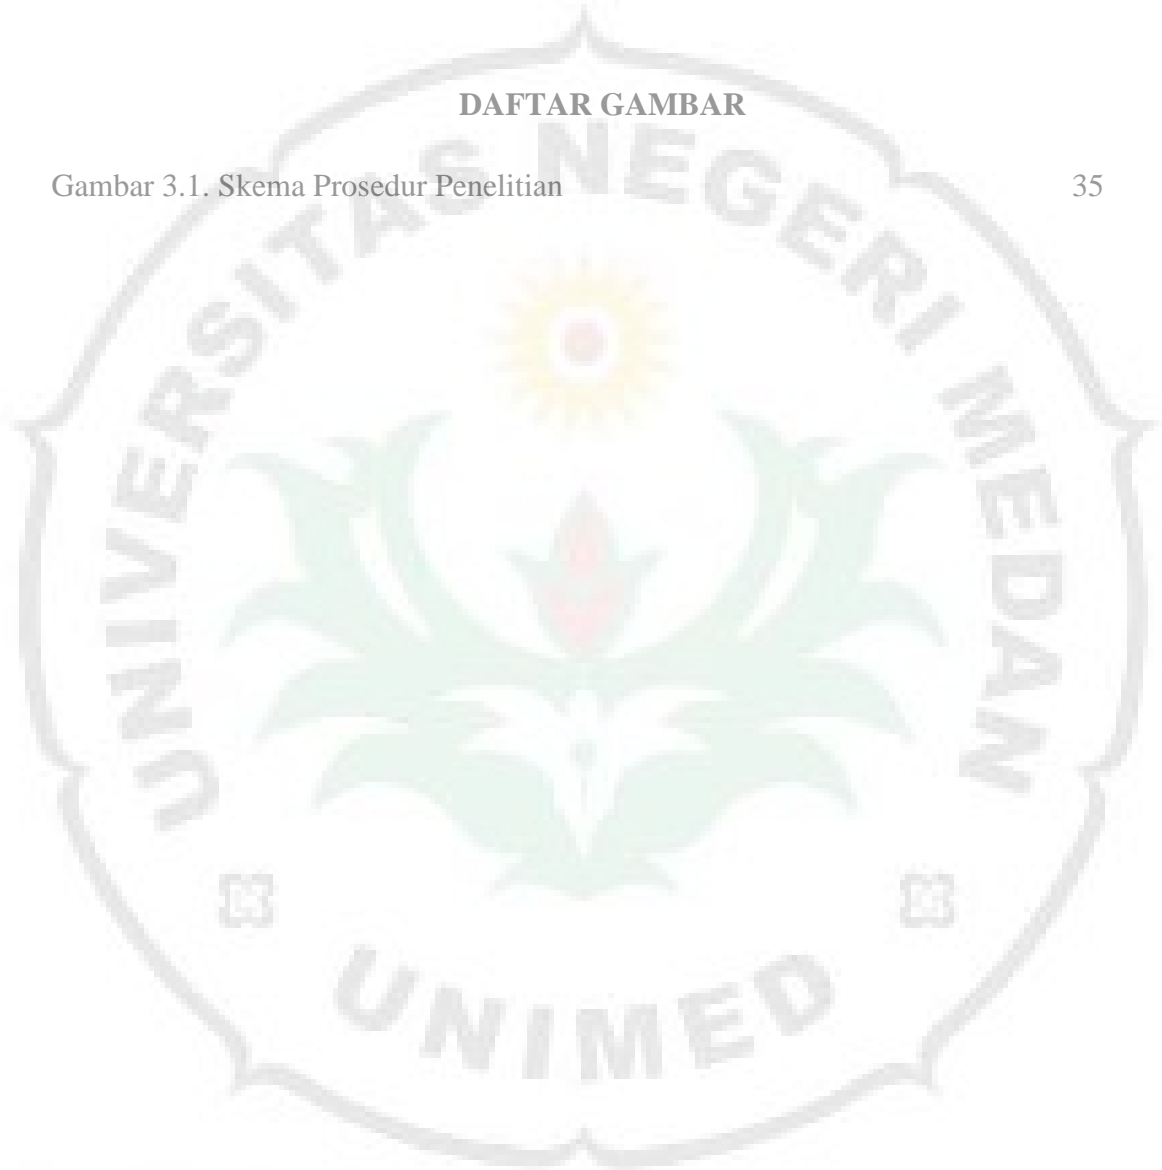 DAFTAR GAMBAR
Gambar 3.1. Skema Prosedur Penelitian 35
UNIVERSITAS NEGERI MEDAN
UNIMED